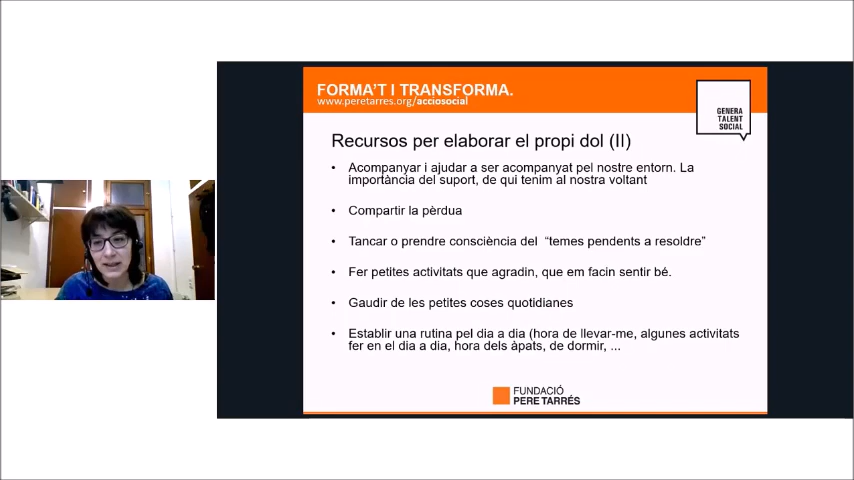 FORMA'T I TRANSFORMA.
www.peretarres.org/acciosocial
GENERA
TALENT
SOCIAL
Recursos per elaborar el propi dol (II)
• Acompanyar i ajudar a ser acompanyat pel nostre entorn. La
importància del suport, de qui tenim al nostra voltant
• Compartir la pèrdua
• Tancar o prendre consciència del “temes pendents a resoldre”
• Fer petites activitats que agradin, que em facin sentir bé.
• Gaudir de les petites coses quotidianes
• Establir una rutina pel dia a dia (hora de llevar-me, algunes activitats
fer en el dia a dia, hora dels àpats, de dormir, ...
FUNDACIÓ
PERE TARRÉS